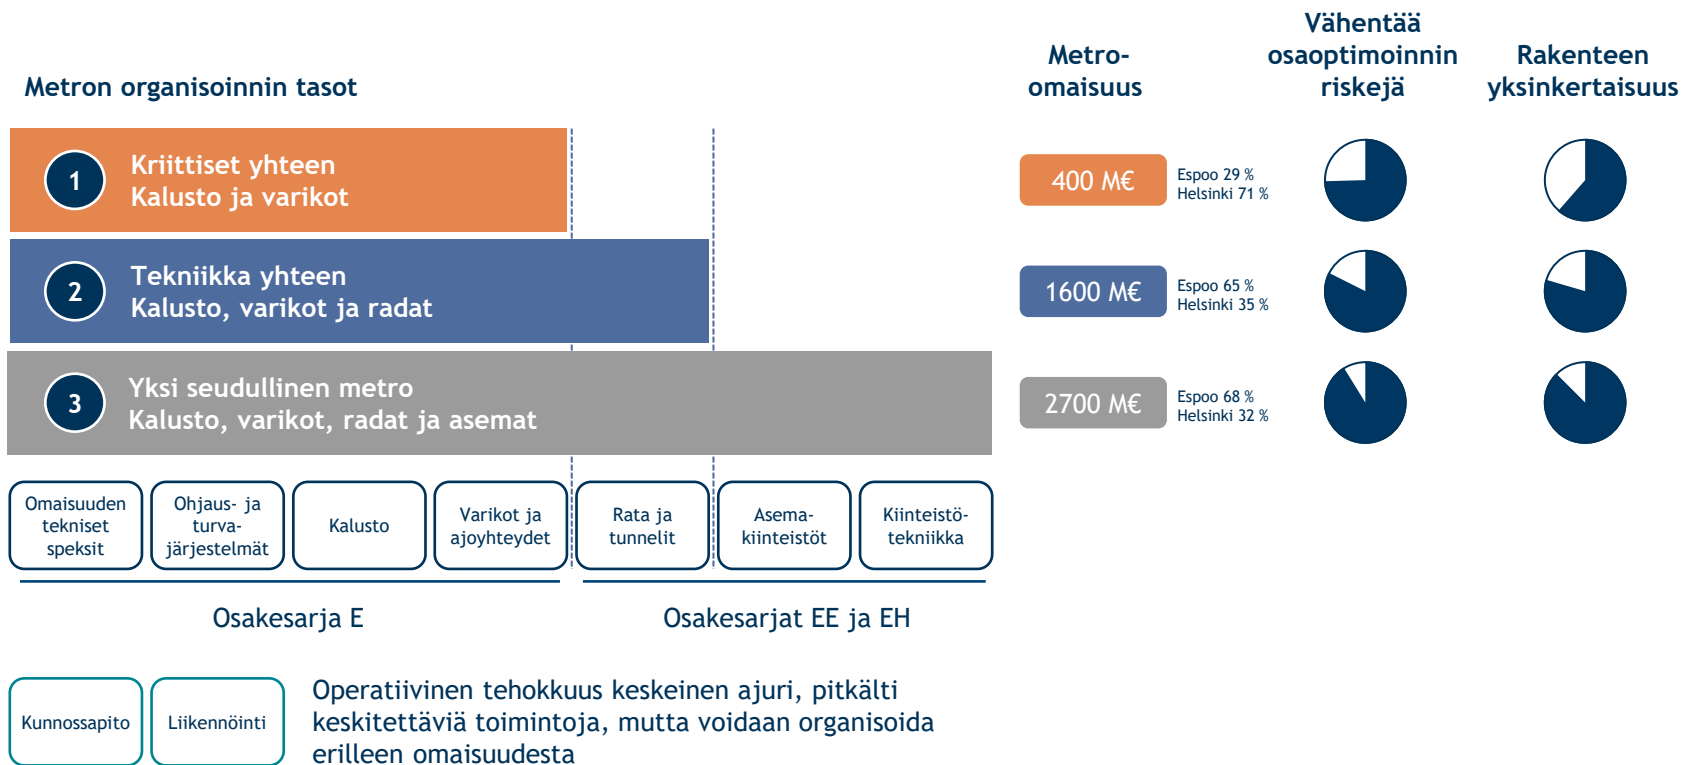 Metron organisoinnin tasot
Metro-
omaisuus
Vähentää
osaoptimoinnin
riskejä
Rakenteen
yksinkertaisuus
1
Kriittiset yhteen
Kalusto ja varikot
400 M€
Espoo 29 %
Helsinki 71 %
2
Tekniikka yhteen
Kalusto, varikot ja radat
1600 M€
Espoo 65 %
Helsinki 35 %
3
Yksi seudullinen metro
Kalusto, varikot, radat ja asemat
2700 M€
Espoo 68 %
Helsinki 32 %
Omaisuuden
tekniset
speksit
Ohjaus- ja
turva-
järjestelmät
Kalusto
Varikot ja
ajoyhteydet
Rata ja
tunnelit
Asema-
kiinteistöt
Kiinteistö-
tekniikka
Osakesarja E
Osakesarjat EE ja EH
Kunnossapito
Liikennöinti
Operatiivinen tehokkuus keskeinen ajuri, pitkälti
keskitettäviä toimintoja, mutta voidaan organisoida
erilleen omaisuudesta